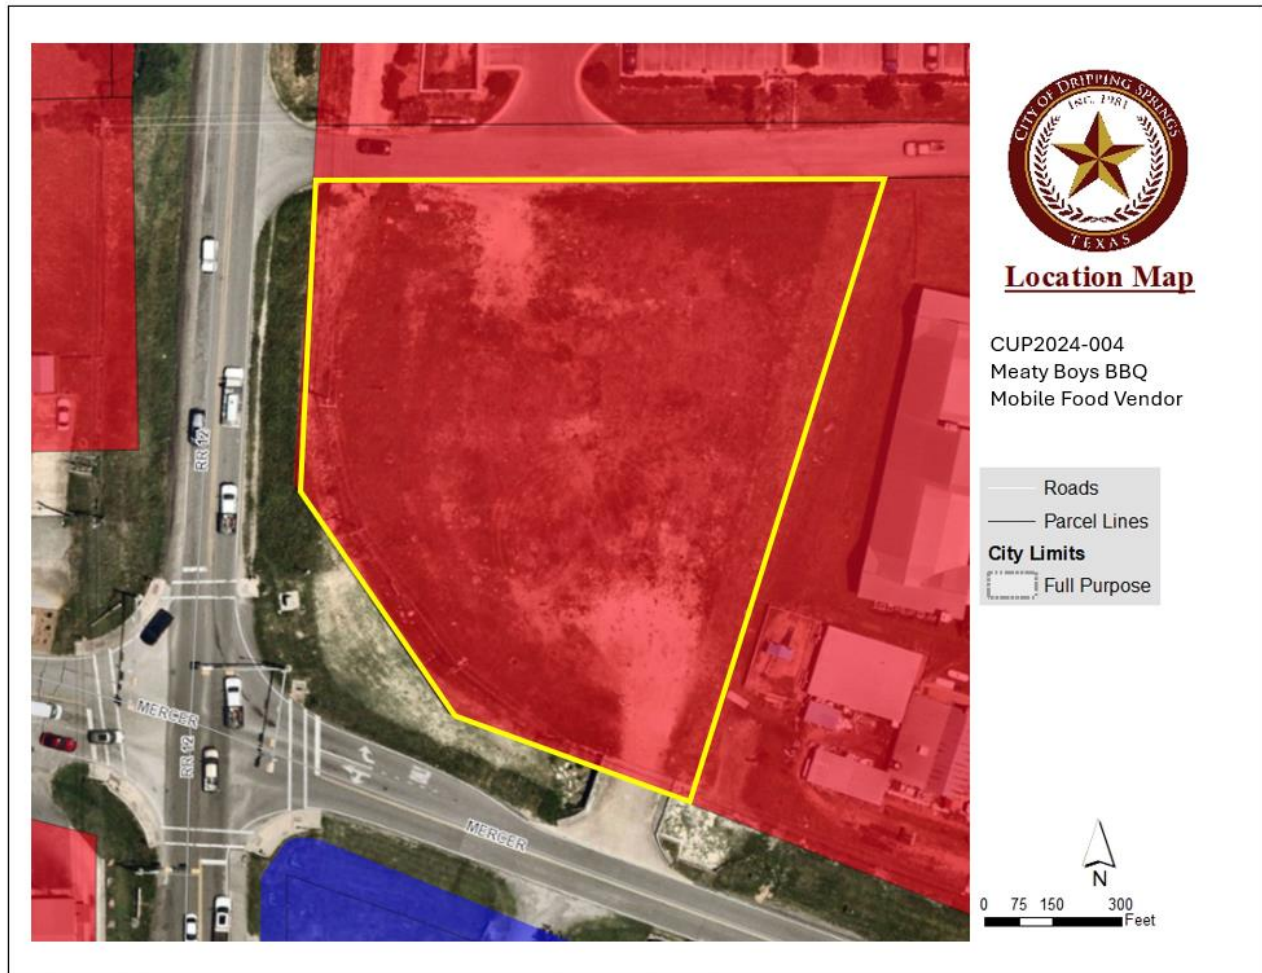 CITY OF DRIPPING SPRINGS
INC. 1981
TEXAS
Location Map
CUP2024-004
Meaty Boys BBQ
Mobile Food Vendor
Roads
Parcel Lines
City Limits
Full Purpose
RR 12
MERCER
RR 12
MERCER
N
0 75 150 300
Feet